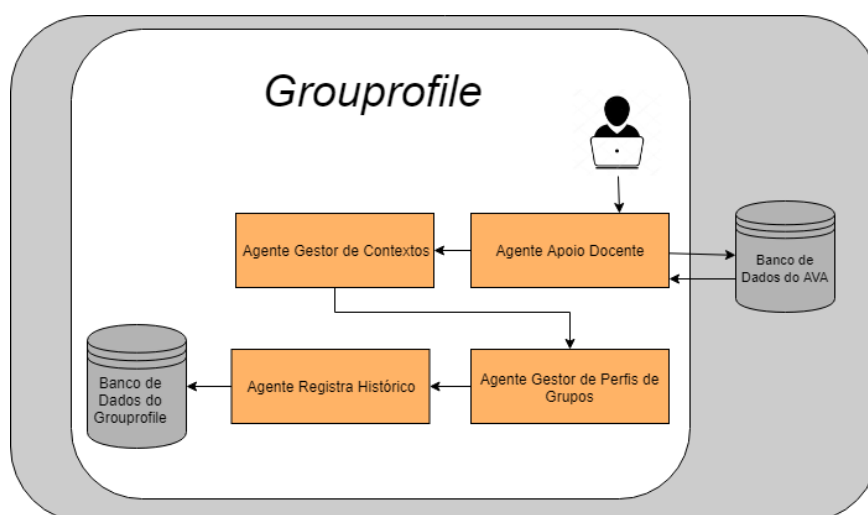 Grouprofile
Agente Gestor de Contextos
Agente Apoio Docente
Banco de
Dados do AVA
Banco de
Dados do
Grouprofile
Agente Registra Histórico
Agente Gestor de Perfis de
Grupos